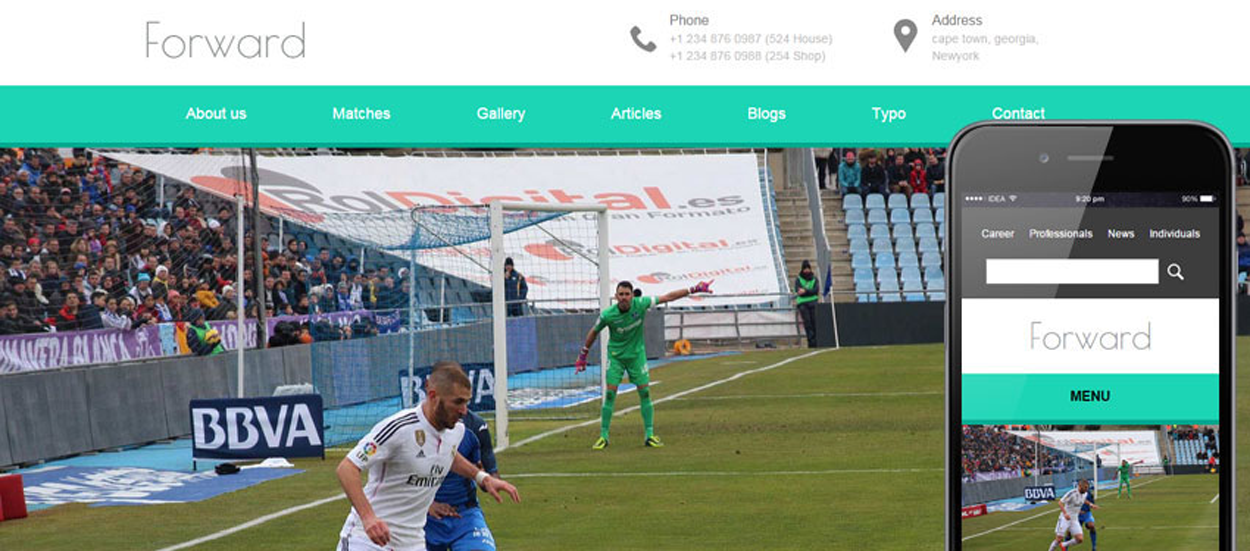 Forward
Phone
+1 234 876 0987 (524 House)
+1 234 876 0988 (254 Shop)
Address
cape town, georgia,
Newyork
About us
Matches
Gallery
Articles
Blogs
Typo
Contact
RolDigital.es
Gran Formato
RolDigital.es
RolDigital.es
BLANCA
BBVA
BBVA
LFP
Fly
Emirates
IDEA
9:20 pm
90%
Career
Professionals
News
Individuals
Forward
MENU
BBVA